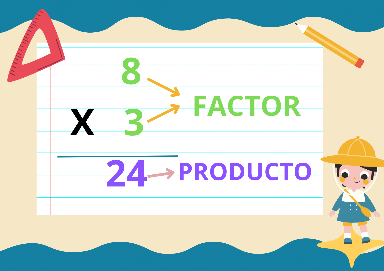 8
FACTOR
X 3
24 PRODUCTO